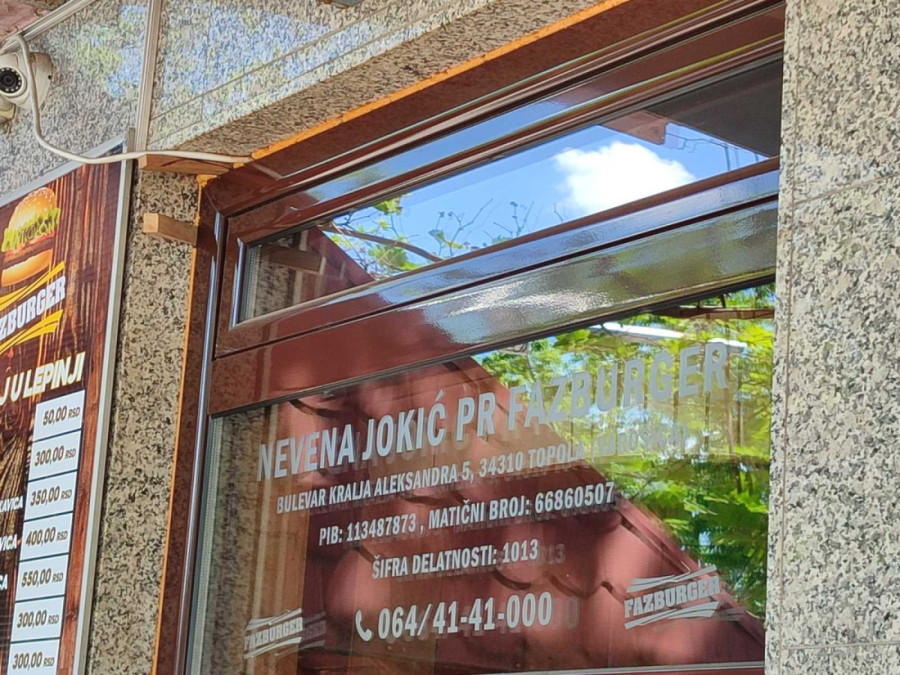 ZBURGER
J U LEPINJI
50,00 RSD
300,00 RSD
350,00 RSD
400,00 RSD
550,00 RSD
300,00 RSD
300,00 RSD
NEVENA JOKIĆ PR FAZBURGER
BULEVAR KRALJA ALEKSANDRA 5, 34310 TOPOLA
PIB: 113487873 , MATIČNI BROJ: 66860507
ŠIFRA DELATNOSTI: 1013
064/41-41-000
FAZBURGER
FAZBURGER